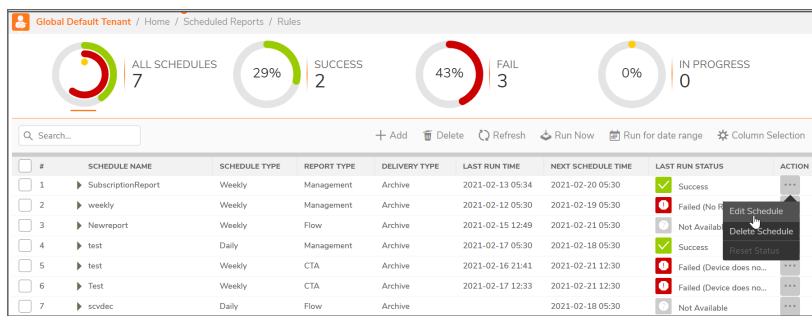 Global Default Tenant / Home / Scheduled Reports / Rules
ALL SCHEDULES
7
29%
SUCCESS
2
43%
FAIL
3
0%
IN PROGRESS
0
Search... Add Delete Refresh Run Now Run for date range Column Selection
# SCHEDULE NAME SCHEDULE TYPE REPORT TYPE DELIVERY TYPE LAST RUN TIME NEXT SCHEDULE TIME LAST RUN STATUS ACTION
1 SubscriptionReport Weekly Management Archive 2021-02-13 05:34 2021-02-20 05:30 Success ...
2 weekly Weekly Management Archive 2021-02-12 05:30 2021-02-19 05:30 Failed (No R
Edit Schedule
3 Newreport Weekly Flow Archive 2021-02-15 12:49 2021-02-21 05:30 Not Availabl
Delete Schedule
4 test Daily Management Archive 2021-02-17 05:30 2021-02-18 05:30 Success
Reset Status
5 test Weekly CTA Archive 2021-02-16 21:41 2021-02-21 12:30 Failed (Device does no... ...
6 Test Weekly CTA Archive 2021-02-17 12:33 2021-02-21 12:30 Failed (Device does no... ...
7 scvdec Daily Flow Archive 2021-02-18 05:30 Not Available ...